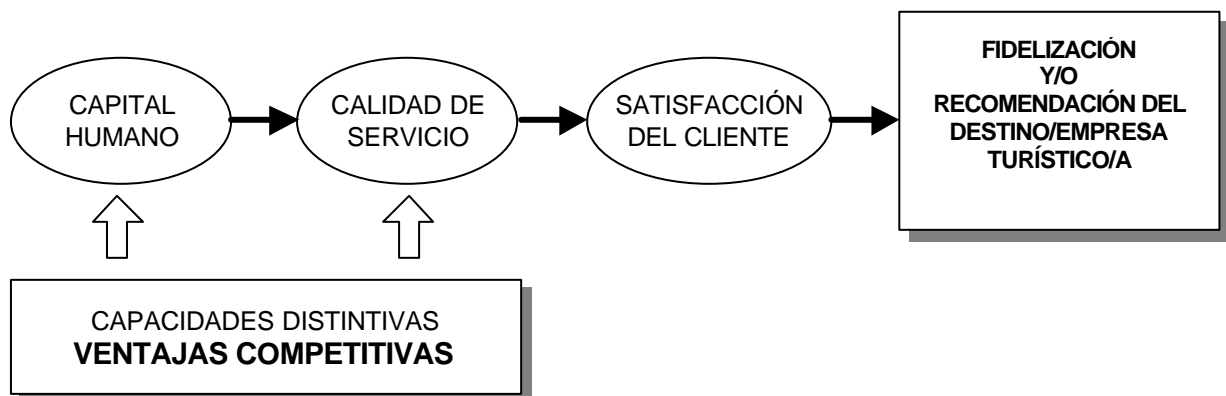 CAPITAL
HUMANO
CALIDAD DE
SERVICIO
SATISFACCIÓN
DEL CLIENTE
FIDELIZACIÓN
Y/O
RECOMENDACIÓN DEL
DESTINO/EMPRESA
TURÍSTICO/A
CAPACIDADES DISTINTIVAS
VENTAJAS COMPETITIVAS